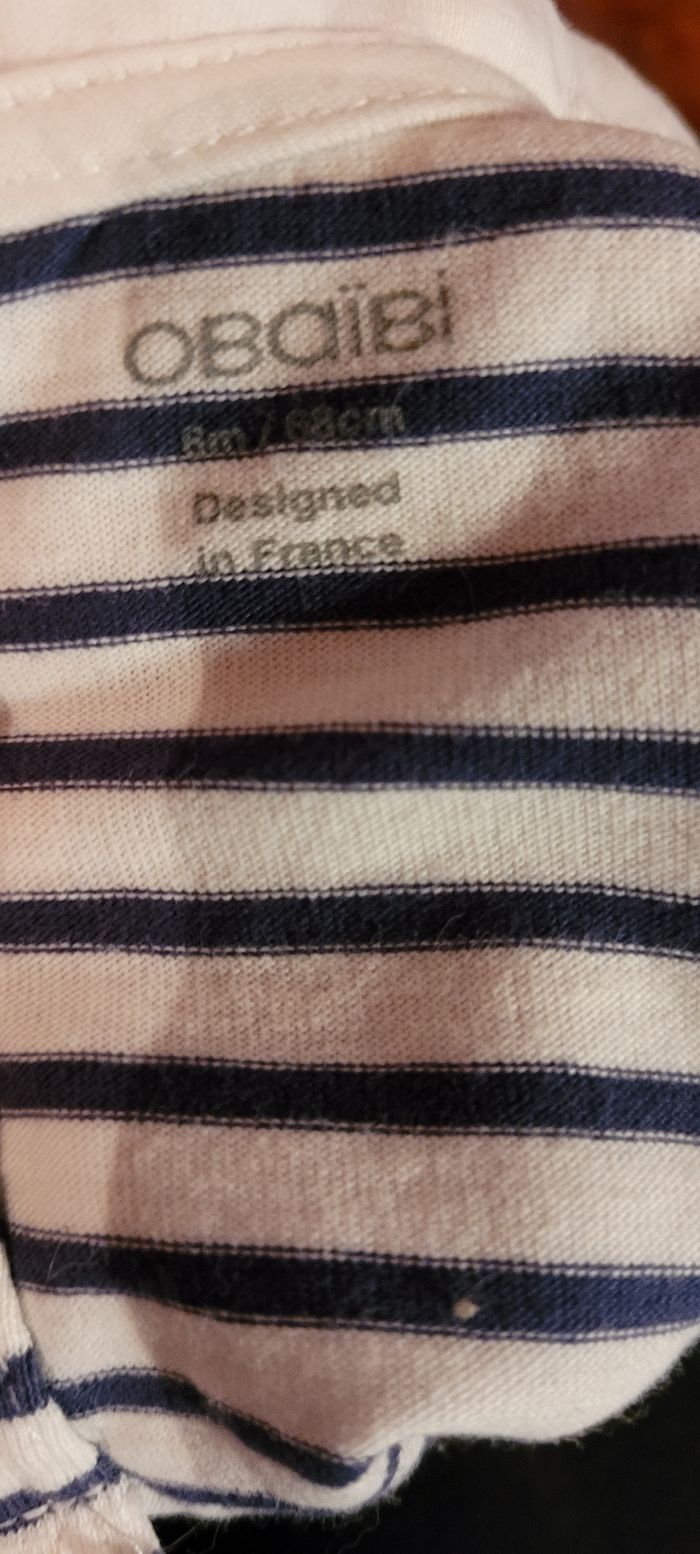 OBaïBi
6m / 68cm
Designed
in France